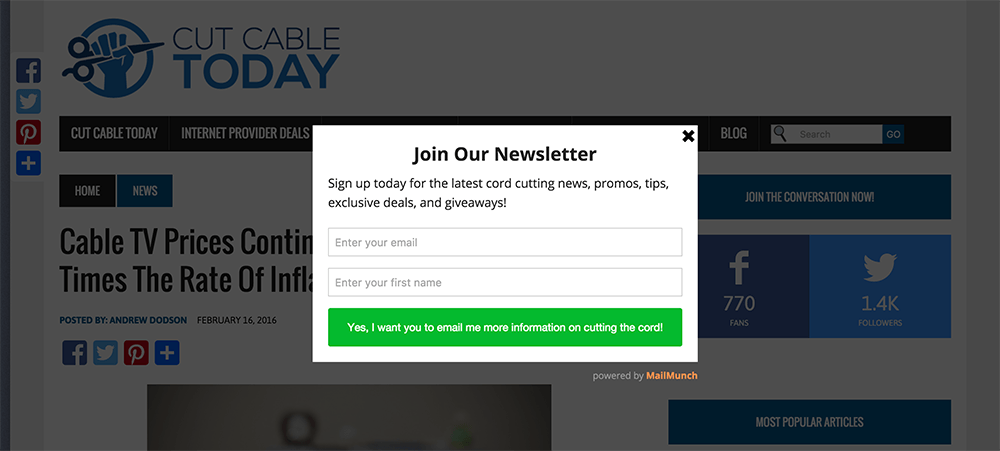 CUT CABLE
TODAY
CUT CABLE TODAY
INTERNET PROVIDER DEALS
BLOG
Search
GO
HOME
NEWS
Cable TV Prices Contin
Times The Rate Of Infla
POSTED BY: ANDREW DODSON
FEBRUARY 16, 2016
Join Our Newsletter
Sign up today for the latest cord cutting news, promos, tips,
exclusive deals, and giveaways!
Enter your email
Enter your first name
Yes, I want you to email me more information on cutting the cord!
powered by MailMunch
JOIN THE CONVERSATION NOW!
770
FANS
1.4K
FOLLOWERS
MOST POPULAR ARTICLES